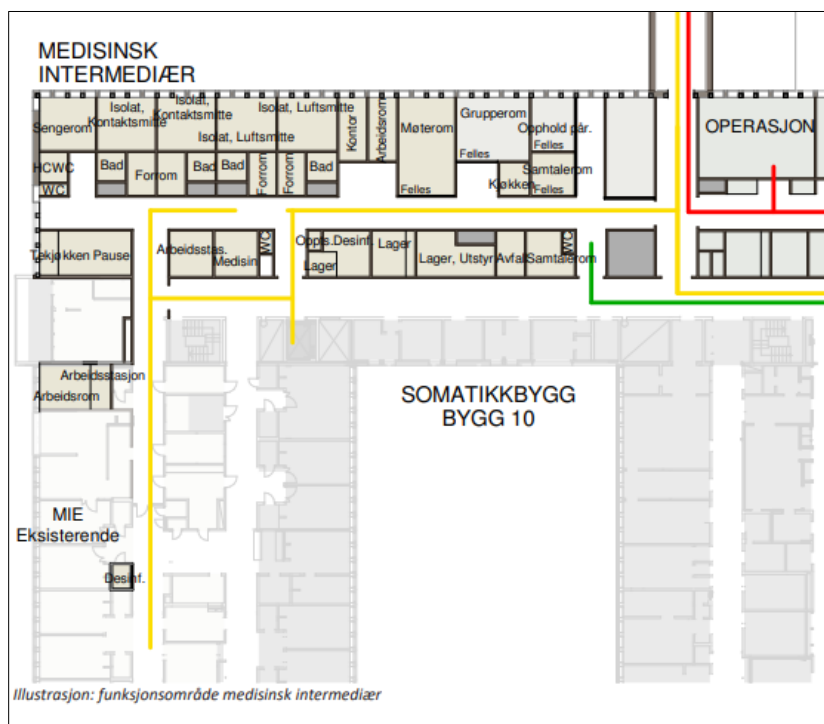 MEDISINSK
INTERMEDIÆR
Sengerom
Isolat,
Kontaktsmitte
Isolat,
Kontaktsmitte
Isolat, Luftsmitte
Isolat, Luftsmitte
Kontor
Arbeidsrom
Møterom
Felles
Grupperom
Felles
Opphold pår.
Felles
OPERASJON
HCWC
WC
Bad
Forrom
Bad
Bad
Forrom
Forrom
Bad
Kjøkken
Samtalerom
Felles
Tekjøkken
Pause
Arbeidsstas.
Medisin
WC
Oppts.
Desinf.
Lager
Lager
Lager, Utstyr
Avfall
Samtalerom
WC
Arbeidsstasjon
Arbeidsrom
SOMATIKKBYGG
BYGG 10
MIE
Eksisterende
Desinf.
Illustrasjon: funksjonsområde medisinsk intermediær